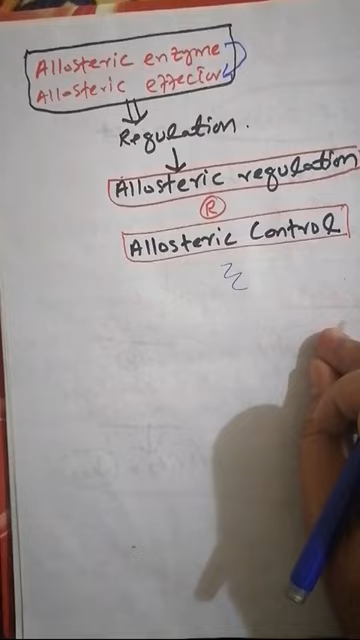 Allosteric enzyme
Allosteric effector
Regulation.
Allosteric regulation
R
Allosteric Control